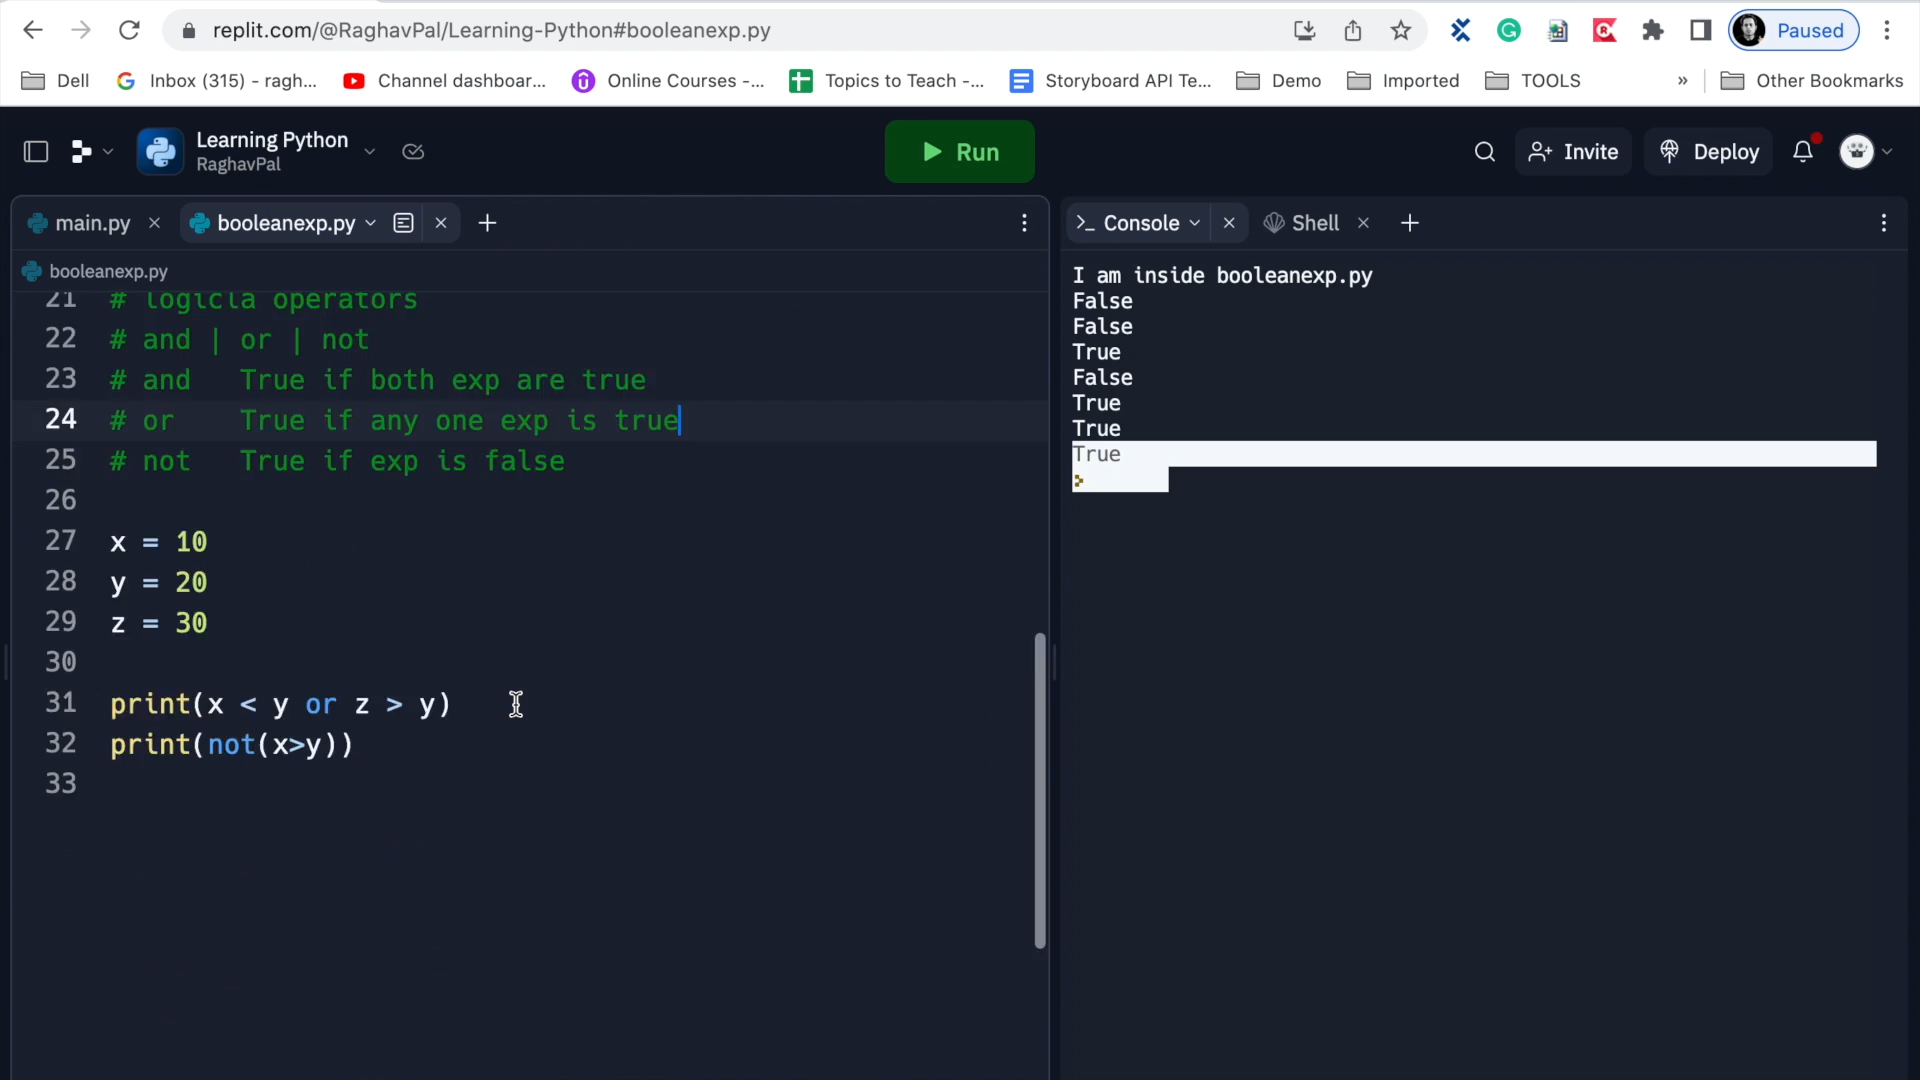 replit.com/@RaghavPal/Learning-Python#booleanexp.py
Paused
Dell
Inbox (315) - ragh...
Channel dashboar...
Online Courses -...
Topics to Teach -...
Storyboard API Te...
Demo
Imported
TOOLS
»
Other Bookmarks
Learning Python
RaghavPal
Run
Invite
Deploy
main.py
booleanexp.py
Console
Shell
booleanexp.py
21 # logicla operators
22 # and | or | not
23 # and   True if both exp are true
24 # or    True if any one exp is true
25 # not   True if exp is false
26
27 x = 10
28 y = 20
29 z = 30
30
31 print(x < y or z > y)
32 print(not(x>y))
33
I am inside booleanexp.py
False
False
True
False
True
True
True